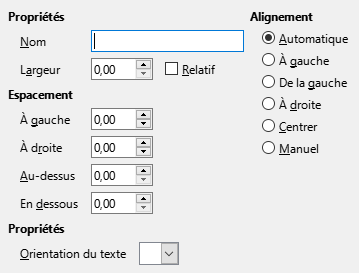 Propriétés
Nom
Largeur 0,00 Relatif
Espacement
À gauche 0,00
À droite 0,00
Au-dessus 0,00
En dessous 0,00
Propriétés
Orientation du texte
Alignement
Automatique
À gauche
De la gauche
À droite
Centrer
Manuel